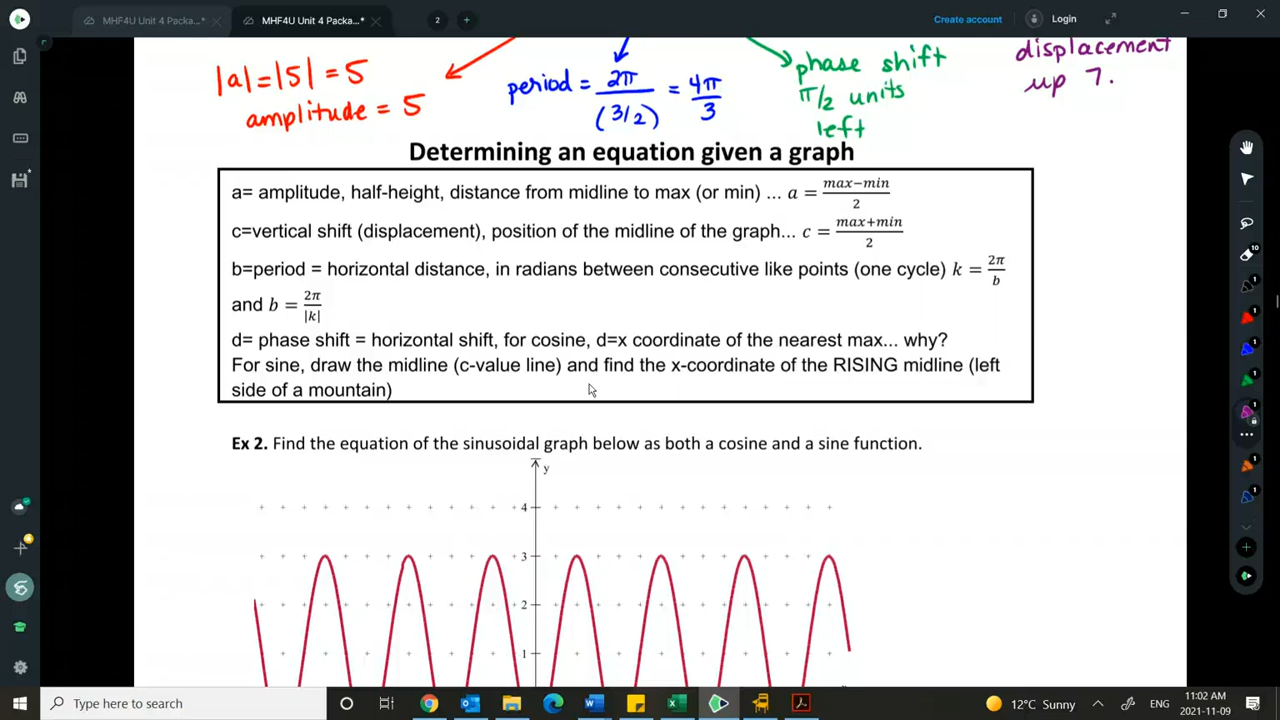 MHF4U Unit 4 Packa...*
MHF4U Unit 4 Packa...*
2
Create account
Login
|a|=|5| = 5
amplitude = 5
period = 2π/(3/2) = 4π/3
phase shift
π/2 units
left
displacement
up 7.
Determining an equation given a graph
a= amplitude, half-height, distance from midline to max (or min) ... a = max−min/2
c=vertical shift (displacement), position of the midline of the graph... c = max+min/2
b=period = horizontal distance, in radians between consecutive like points (one cycle) k = 2π/b
and b = 2π/|k|
d= phase shift = horizontal shift, for cosine, d=x coordinate of the nearest max... why?
For sine, draw the midline (c-value line) and find the x-coordinate of the RISING midline (left
side of a mountain)
Ex 2. Find the equation of the sinusoidal graph below as both a cosine and a sine function.
y
4
3
2
1
Type here to search
12°C Sunny
ENG
11:02 AM
2021-11-09